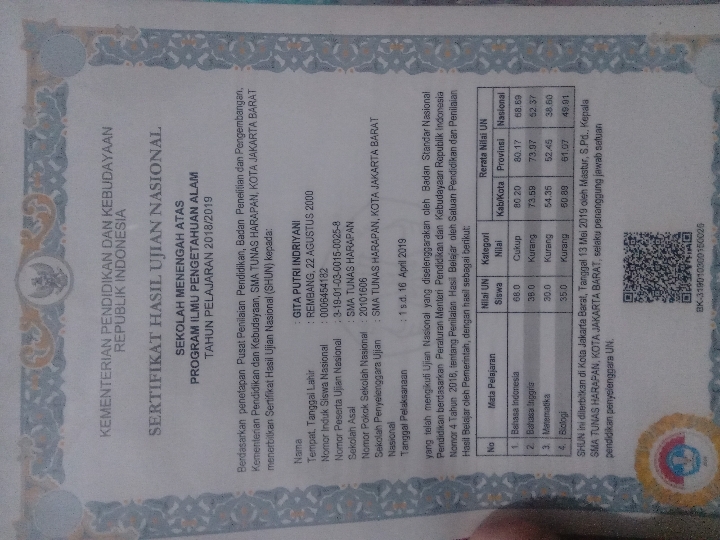 KEMENTERIAN PENDIDIKAN DAN KEBUDAYAAN
REPUBLIK INDONESIA
SERTIFIKAT HASIL UJIAN NASIONAL
SEKOLAH MENENGAH ATAS
PROGRAM ILMU PENGETAHUAN ALAM
TAHUN PELAJARAN 2018/2019
Berdasarkan penetapan Pusat Penilaian Pendidikan, Badan Penelitian dan Pengembangan,
Kementerian Pendidikan dan Kebudayaan, SMA TUNAS HARAPAN, KOTA JAKARTA BARAT
menerbitkan Sertifikat Hasil Ujian Nasional (SHUN) kepada:
Nama : GITA PUTRI INDRIYANI
Tempat, Tanggal Lahir : REMBANG, 22 AGUSTUS 2000
Nomor Induk Siswa Nasional : 0006454182
Nomor Peserta Ujian Nasional : 3-19-01-03-0015-0025-8
Sekolah Asal : SMA TUNAS HARAPAN
Nomor Pokok Sekolah Nasional : 20101606
Sekolah Penyelenggara Ujian : SMA TUNAS HARAPAN, KOTA JAKARTA BARAT
Nasional
Tanggal Pelaksanaan : 1 s.d. 16 April 2019
yang telah mengikuti Ujian Nasional yang diselenggarakan oleh Badan Standar Nasional
Pendidikan berdasarkan Peraturan Menteri Pendidikan dan Kebudayaan Republik Indonesia
Nomor 4 Tahun 2018, tentang Penilaian Hasil Belajar oleh Satuan Pendidikan dan Penilaian
Hasil Belajar oleh Pemerintah, dengan hasil sebagai berikut:
No Mata Pelajaran Nilai UN Siswa Kategori Nilai Rerata Nilai UN
Kab/Kota Provinsi Nasional
1. Bahasa Indonesia 68.0 Cukup 80.20 80.17 69.69
2. Bahasa Inggris 38.0 Kurang 73.58 73.97 52.37
3. Matematika 30.0 Kurang 54.35 52.45 38.60
4. Biologi 35.0 Kurang 60.88 61.07 49.91
SHUN ini diterbitkan di Kota Jakarta Barat, Tanggal 13 Mei 2019 oleh Mastur, S.Pd., Kepala
SMA TUNAS HARAPAN, KOTA JAKARTA BARAT, selaku penanggung jawab satuan
pendidikan penyelenggara UN.